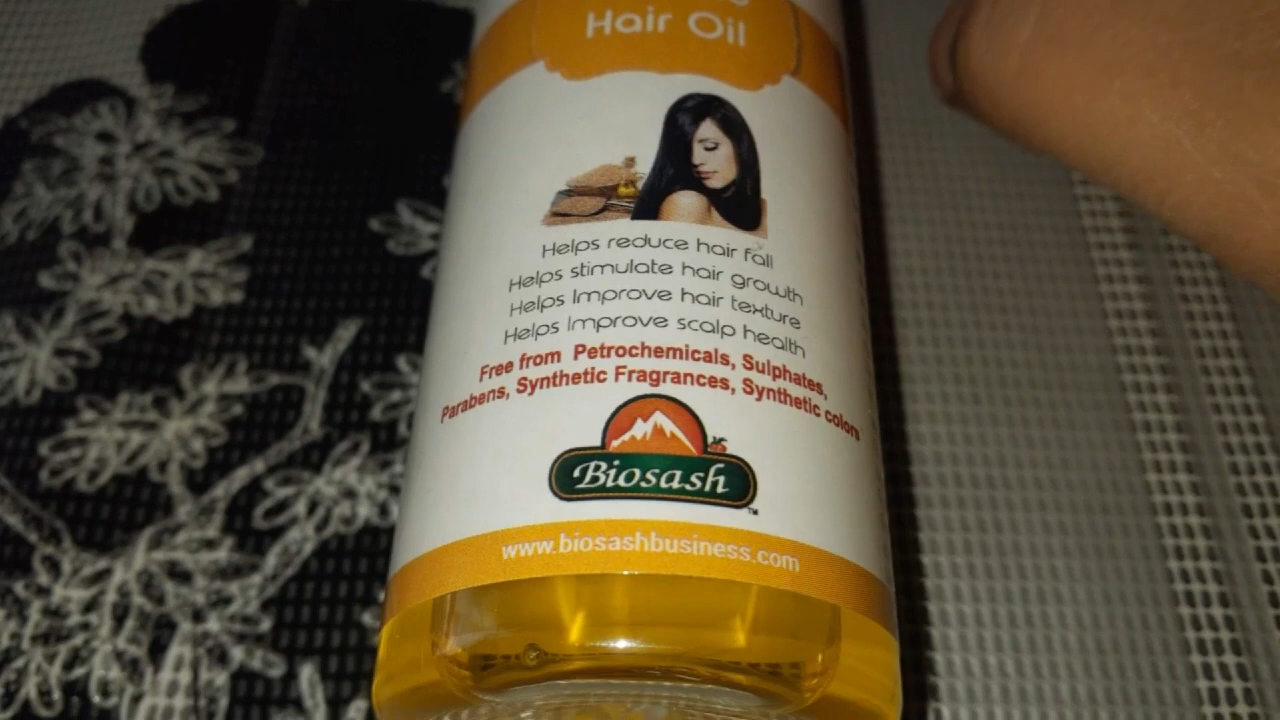 Hair Oil
Helps reduce hair fall
Helps stimulate hair growth
Helps Improve hair texture
Helps Improve scalp health
Free from Petrochemicals, Sulphates,
Parabens, Synthetic Fragrances, Synthetic colors
Biosash
TM
www.biosashbusiness.com